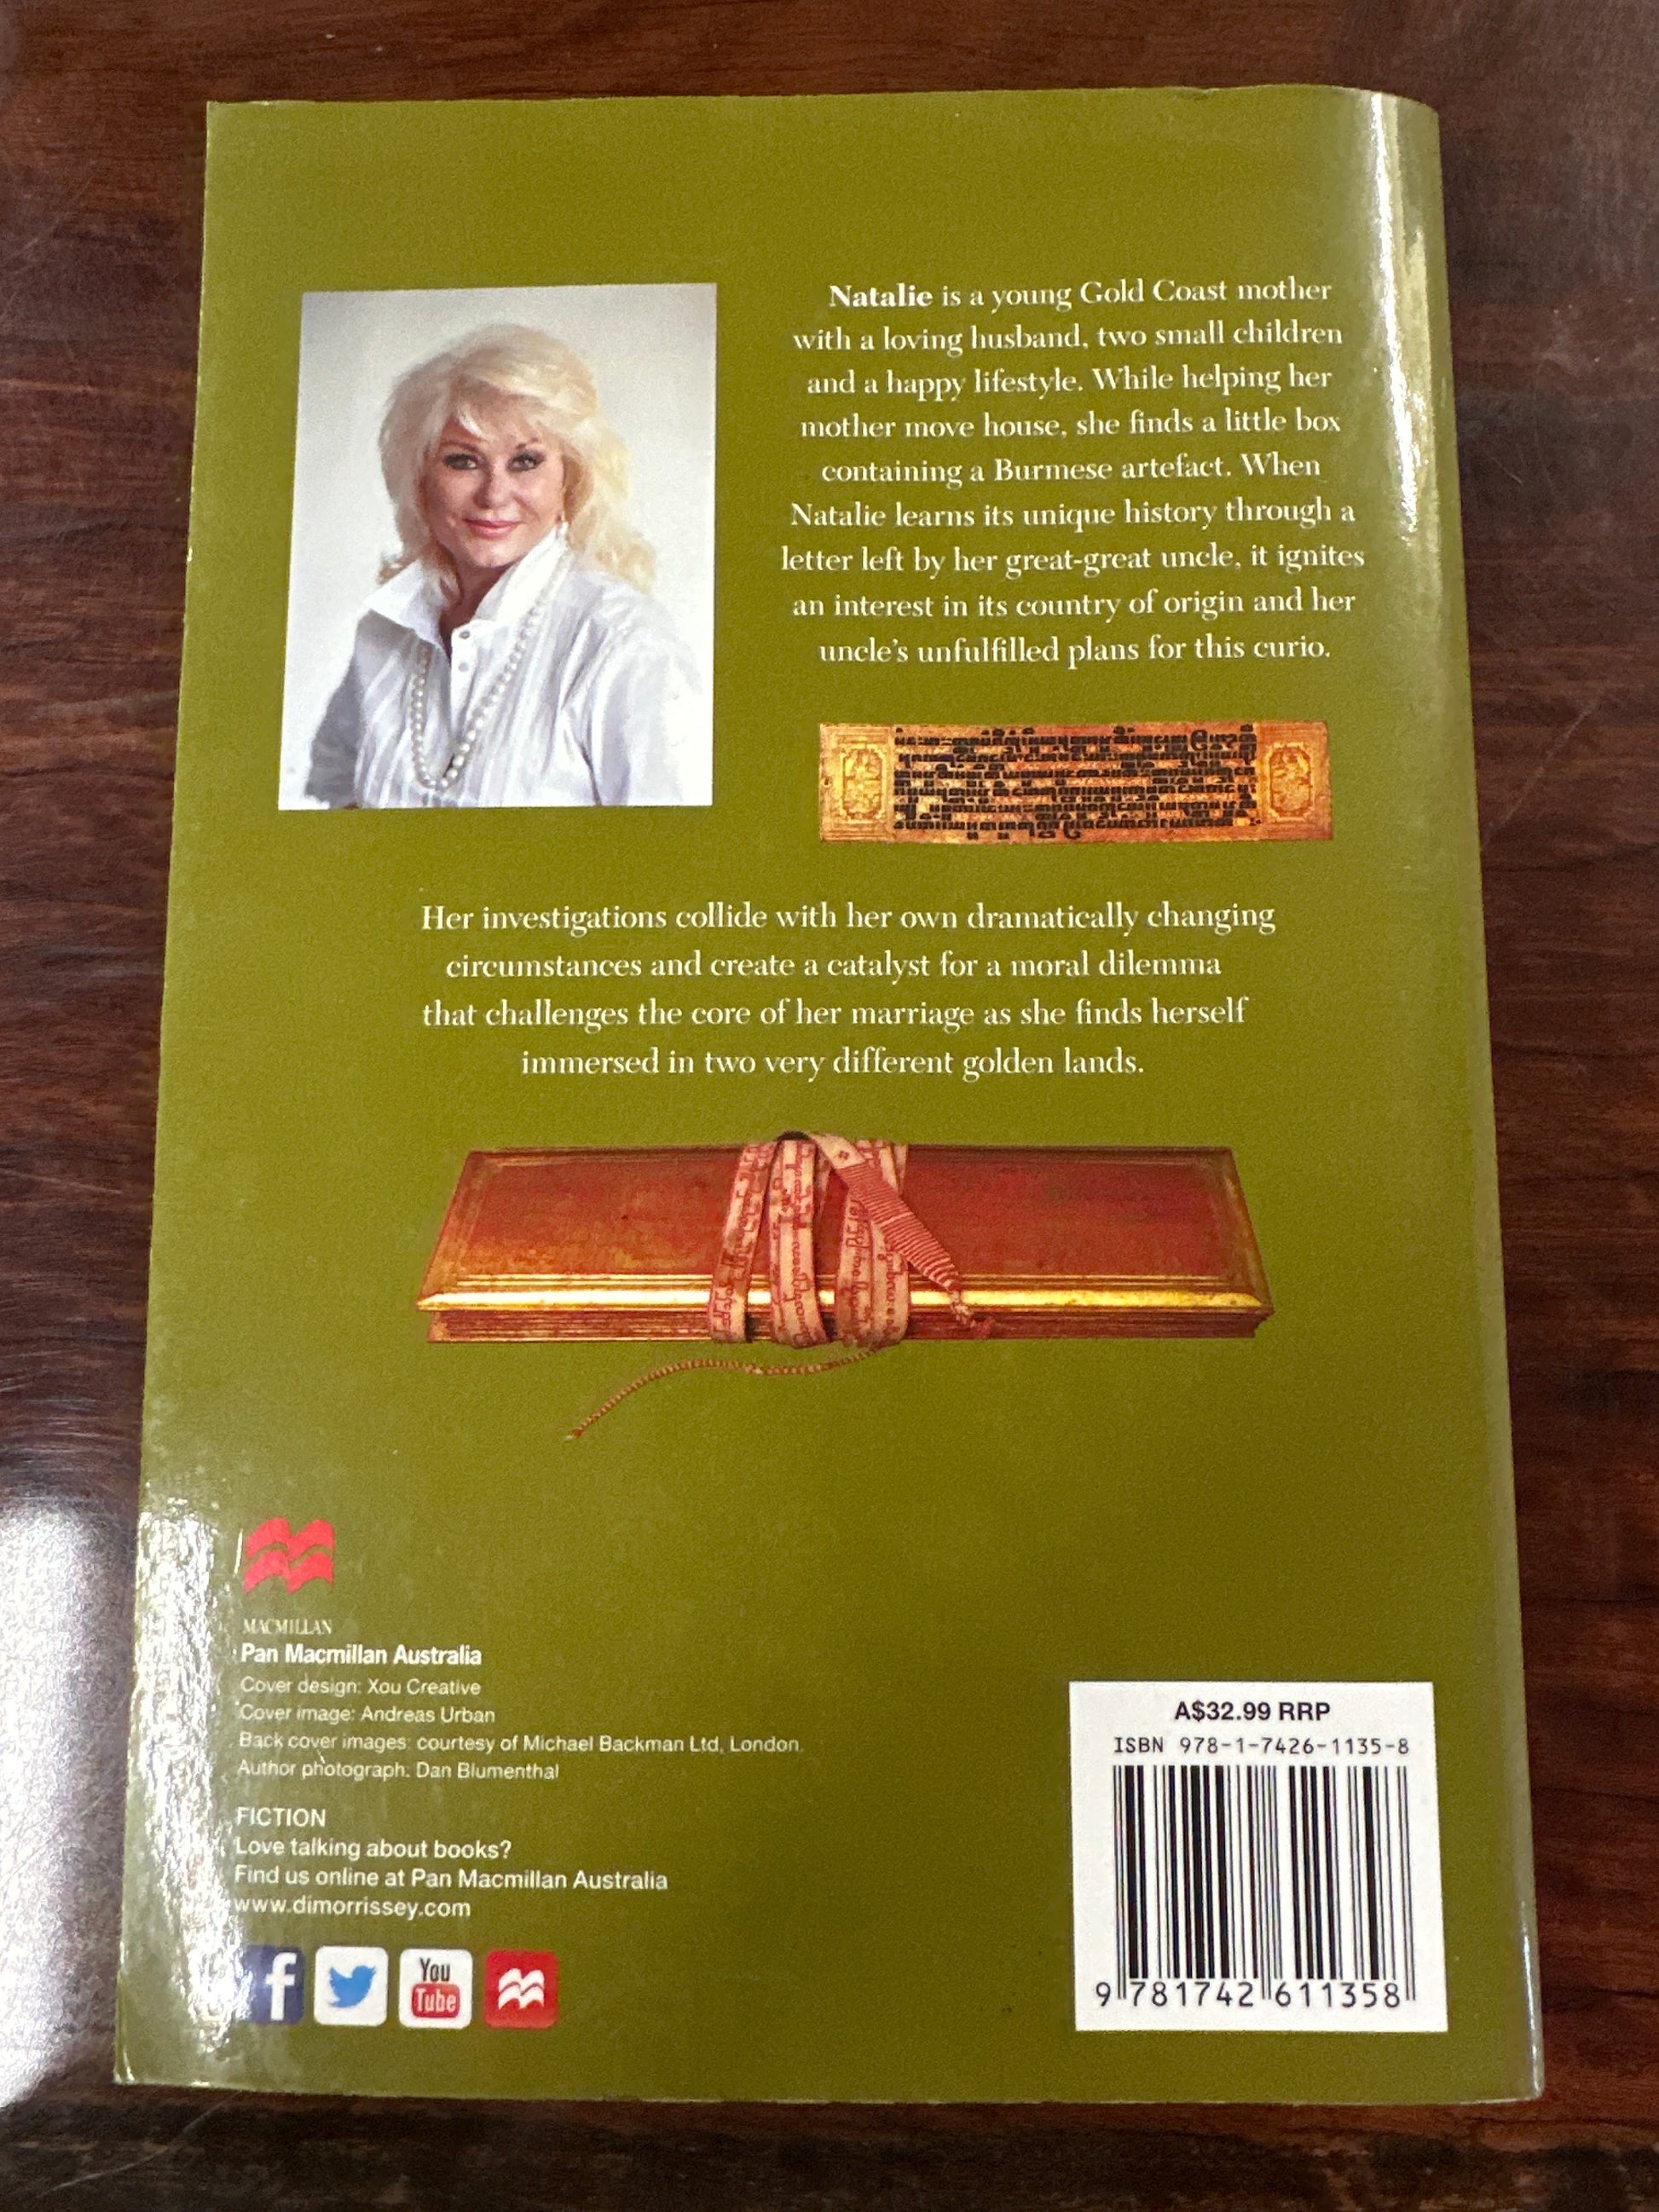 Natalie is a young Gold Coast mother
with a loving husband, two small children
and a happy lifestyle. While helping her
mother move house, she finds a little box
containing a Burmese artefact. When
Natalie learns its unique history through a
letter left by her great-great uncle, it ignites
an interest in its country of origin and her
uncle's unfulfilled plans for this curio.
Her investigations collide with her own dramatically changing
circumstances and create a catalyst for a moral dilemma
that challenges the core of her marriage as she finds herself
immersed in two very different golden lands.
MACMILLAN
Pan Macmillan Australia
Cover design: Xou Creative
Cover image: Andreas Urban
Back cover images: courtesy of Michael Backman Ltd, London.
Author photograph: Dan Blumenthal
FICTION
Love talking about books?
Find us online at Pan Macmillan Australia
www.dimorrissey.com
f
You
Tube
A$32.99 RRP
ISBN 978-1-7426-1135-8
9 781742 611358